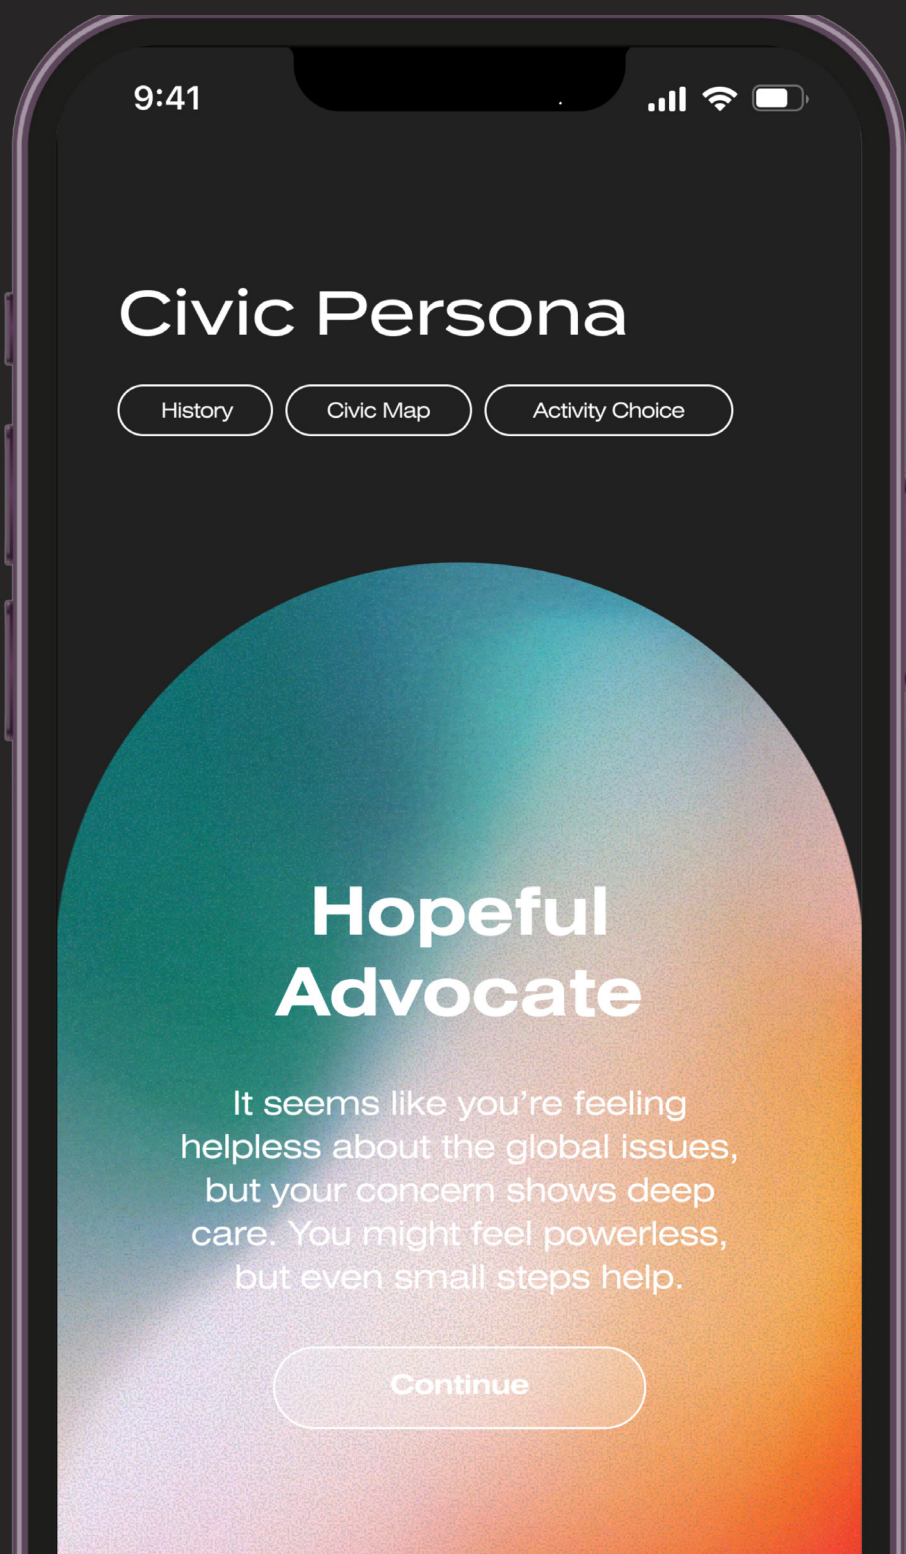 9:41
Civic Persona
History
Civic Map
Activity Choice
Hopeful
Advocate
It seems like you’re feeling
helpless about the global issues,
but your concern shows deep
care. You might feel powerless,
but even small steps help.
Continue